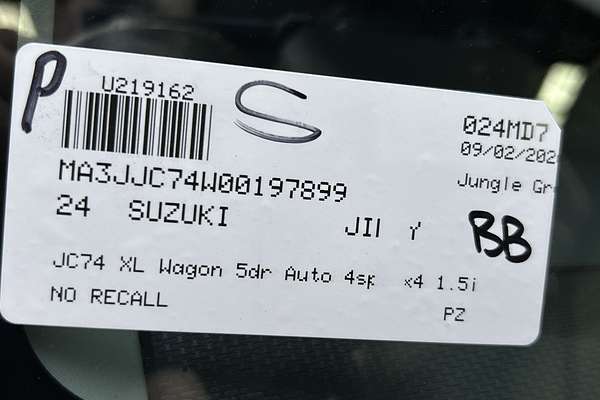 P
U219162
S
024MD7
09/02/202
MA3JJC74W00197899
Jungle Gr
24 SUZUKI
BB
JC74 XL Wagon 5dr Auto 4sp x4 1.5i
NO RECALL
PZ